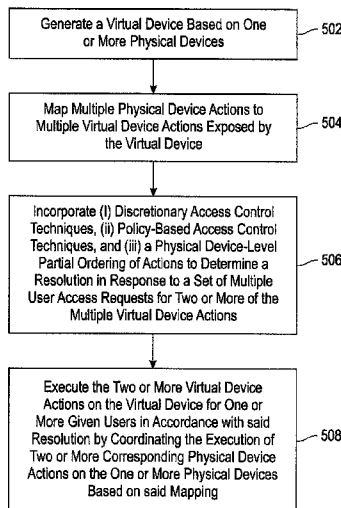 Generate a Virtual Device Based on One
or More Physical Devices
502
Map Multiple Physical Device Actions to
Multiple Virtual Device Actions Exposed by
the Virtual Device
504
Incorporate (i) Discretionary Access Control
Techniques, (ii) Policy-Based Access Control
Techniques, and (iii) a Physical Device-Level
Partial Ordering of Actions to Determine a
Resolution in Response to a Set of Multiple
User Access Requests for Two or More of the
Multiple Virtual Device Actions
506
Execute the Two or More Virtual Device
Actions on the Virtual Device for One or
More Given Users in Accordance with said
Resolution by Coordinating the Execution of
Two or More Corresponding Physical Device
Actions on the One or More Physical Devices
Based on said Mapping
508